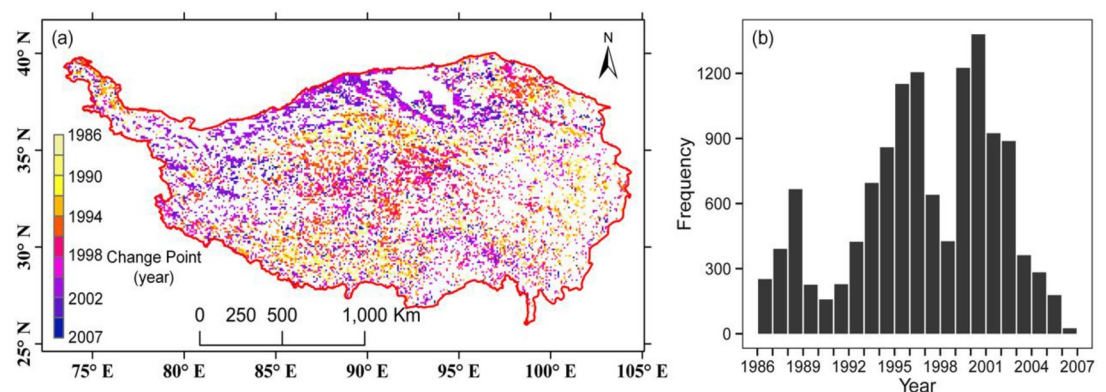 (a)
N
40° N
35° N
30° N
25° N
1986
1990
1994
1998
2002
2007
Change Point
(year)
0 250 500 1,000 Km
75° E 80° E 85° E 90° E 95° E 100° E 105° E
(b)
Frequency
1200
900
600
300
0
1986 1989 1992 1995 1998 2001 2004 2007
Year